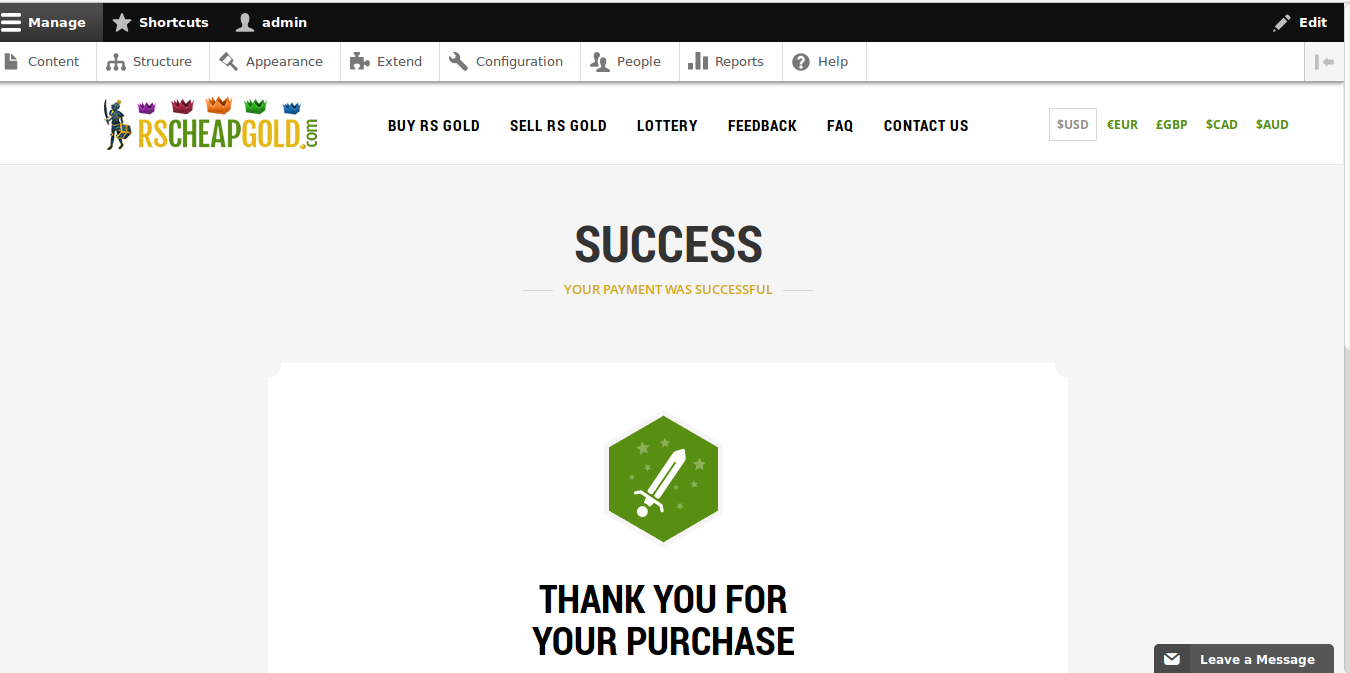 Manage Shortcuts admin Edit
Content Structure Appearance Extend Configuration People Reports Help
RSCHEAPGOLD.com BUY RS GOLD SELL RS GOLD LOTTERY FEEDBACK FAQ CONTACT US $USD €EUR £GBP $CAD $AUD
SUCCESS
YOUR PAYMENT WAS SUCCESSFUL
THANK YOU FOR
YOUR PURCHASE
Leave a Message